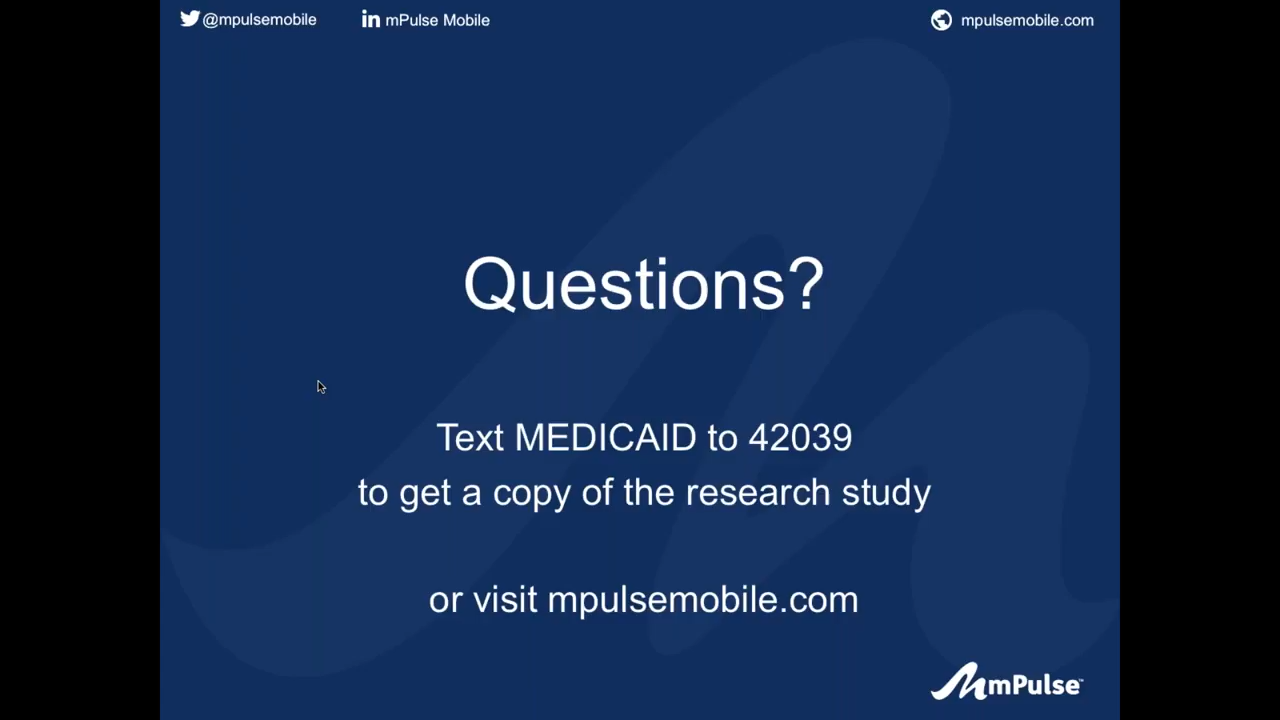 @mpulsemobile
mPulse Mobile
mpulsemobile.com
Questions?
Text MEDICAID to 42039
to get a copy of the research study
or visit mpulsemobile.com
mPulse™